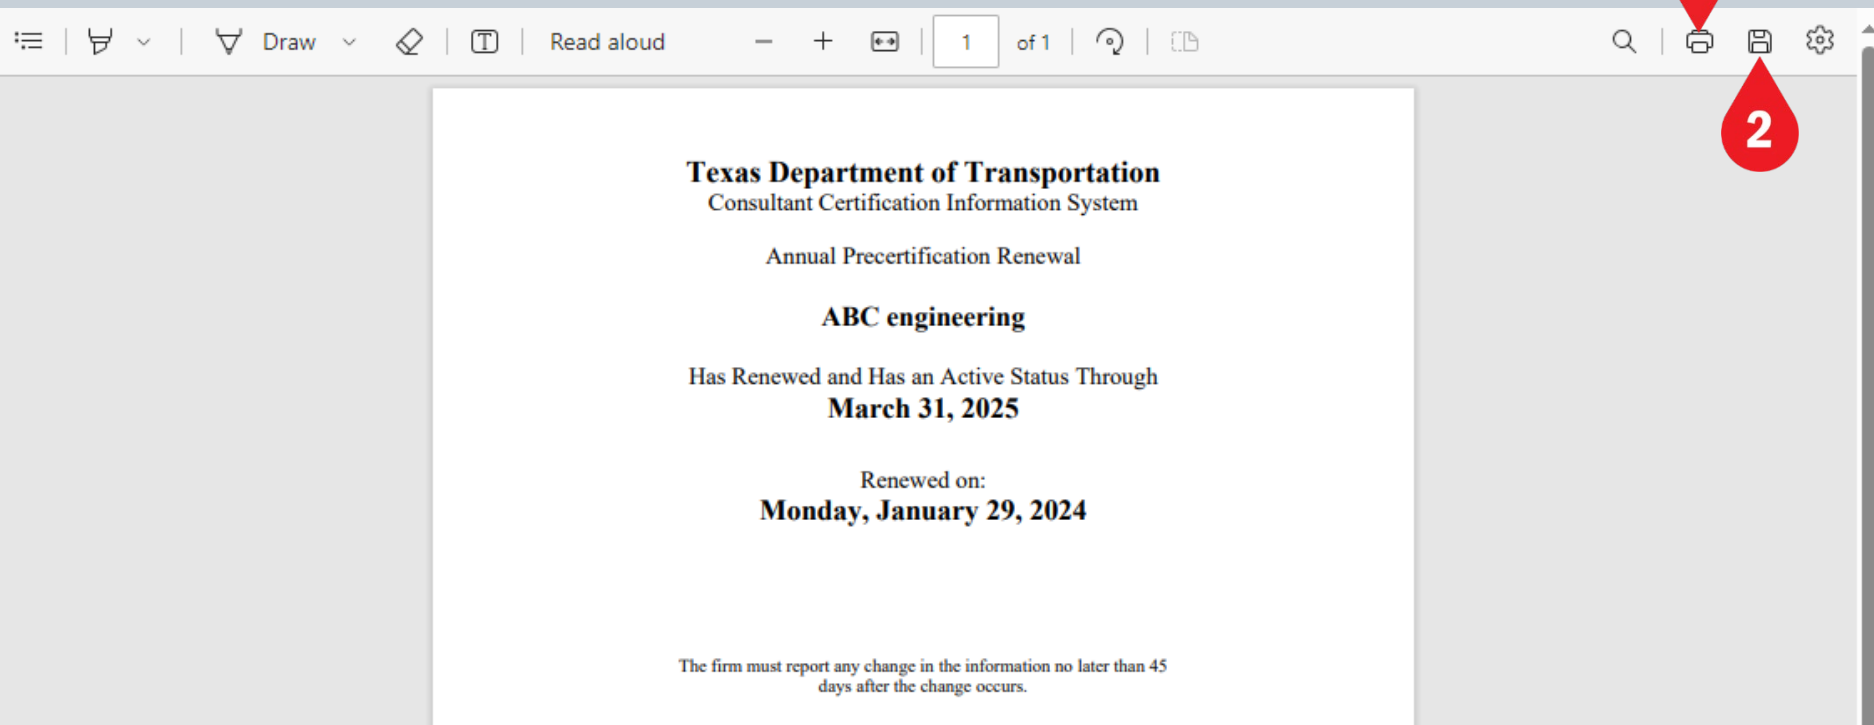 Draw
Read aloud
1
of 1
2
Texas Department of Transportation
Consultant Certification Information System
Annual Precertification Renewal
ABC engineering
Has Renewed and Has an Active Status Through
March 31, 2025
Renewed on:
Monday, January 29, 2024
The firm must report any change in the information no later than 45
days after the change occurs.